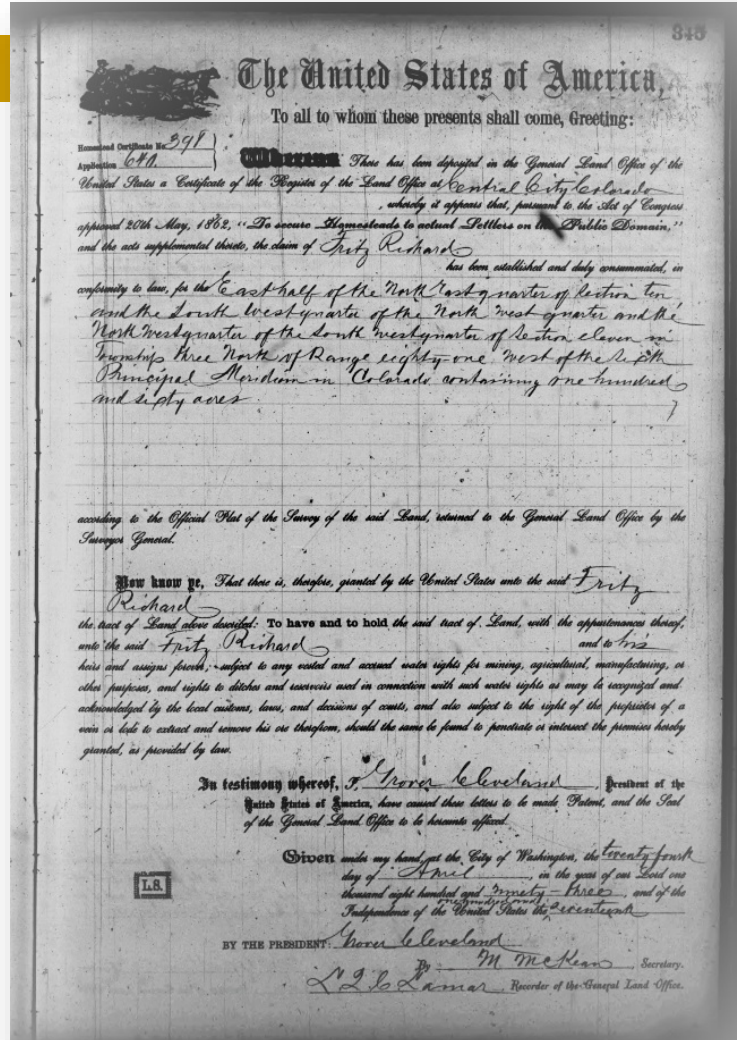 345
The United States of America,
To all to whom these presents shall come, Greeting:
Homestead Certificate No. 391
Application 640.
Whereas There has been deposited in the General Land Office of the
United States a Certificate of the Register of the Land Office at Central City Colorado
, whereby it appears that, pursuant to the Act of Congress
approved 20th May, 1862, "To secure Homesteads to actual Settlers on the Public Domain,"
and the acts supplemental thereto, the claim of Fritz Richard
has been established and duly consummated, in
conformity to law, for the East half of the North East quarter of Section ten
and the South West quarter of the North west quarter and the
North West quarter of the South west quarter of Section eleven in
Township three North of Range eighty-one West of the Sixth
Principal Meridian in Colorado containing one hundred
and sixty acres
according to the Official Plat of the Survey of the said Land, returned to the General Land Office by the
Surveyor General.
Now know ye, That there is, therefore, granted by the United States unto the said Fritz
Richard
the tract of Land above described: To have and to hold the said tract of Land, with the appurtenances thereof,
unto the said Fritz Richard and to his
heirs and assigns forever; subject to any vested and accrued water rights for mining, agricultural, manufacturing, or
other purposes, and rights to ditches and reservoirs used in connection with such water rights as may be recognized and
acknowledged by the local customs, laws, and decisions of courts, and also subject to the right of the proprietor of a
vein or lode to extract and remove his ore therefrom, should the same be found to penetrate or intersect the premises hereby
granted, as provided by law.
In testimony whereof, I, Grover Cleveland, President of the
United States of America, have caused these letters to be made Patent, and the Seal
of the General Land Office to be hereunto affixed.
Given under my hand, at the City of Washington, the twenty fourth
day of April, in the year of our Lord one
thousand eight hundred and ninety-three, and of the
Independence of the United States the one hundred and seventeenth
L.S.
BY THE PRESIDENT: Grover Cleveland
By M McKean, Secretary.
L Q C Lamar, Recorder of the General Land Office.